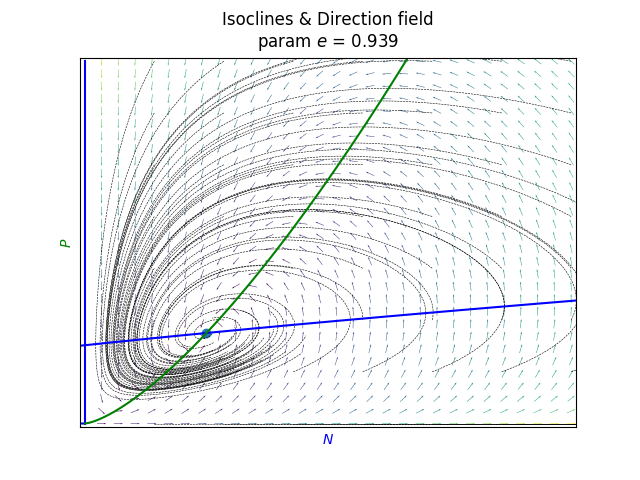 Isoclines & Direction field
param e = 0.939
P
N